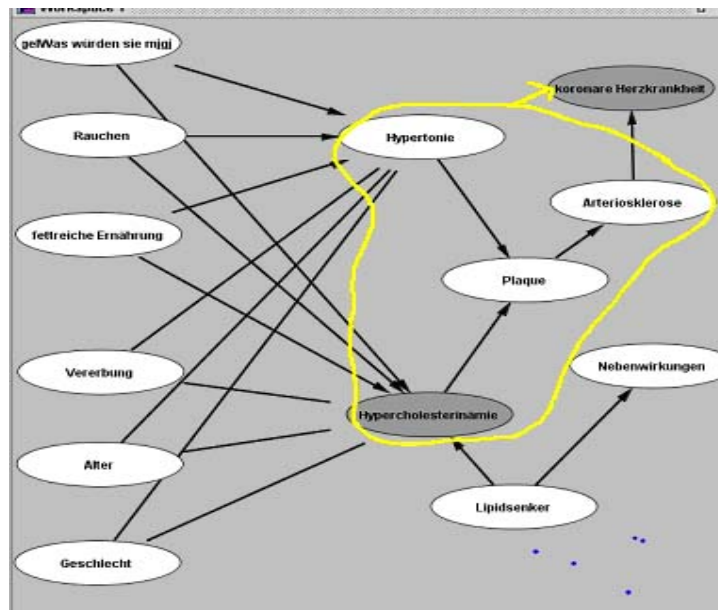 Workspace 1
gelWas würden sie mjgj
koronare Herzkrankheit
Rauchen
Hypertonie
Arteriosklerose
fettreiche Ernährung
Plaque
Vererbung
Nebenwirkungen
Hypercholesterinämie
Alter
Lipidsenker
Geschlecht